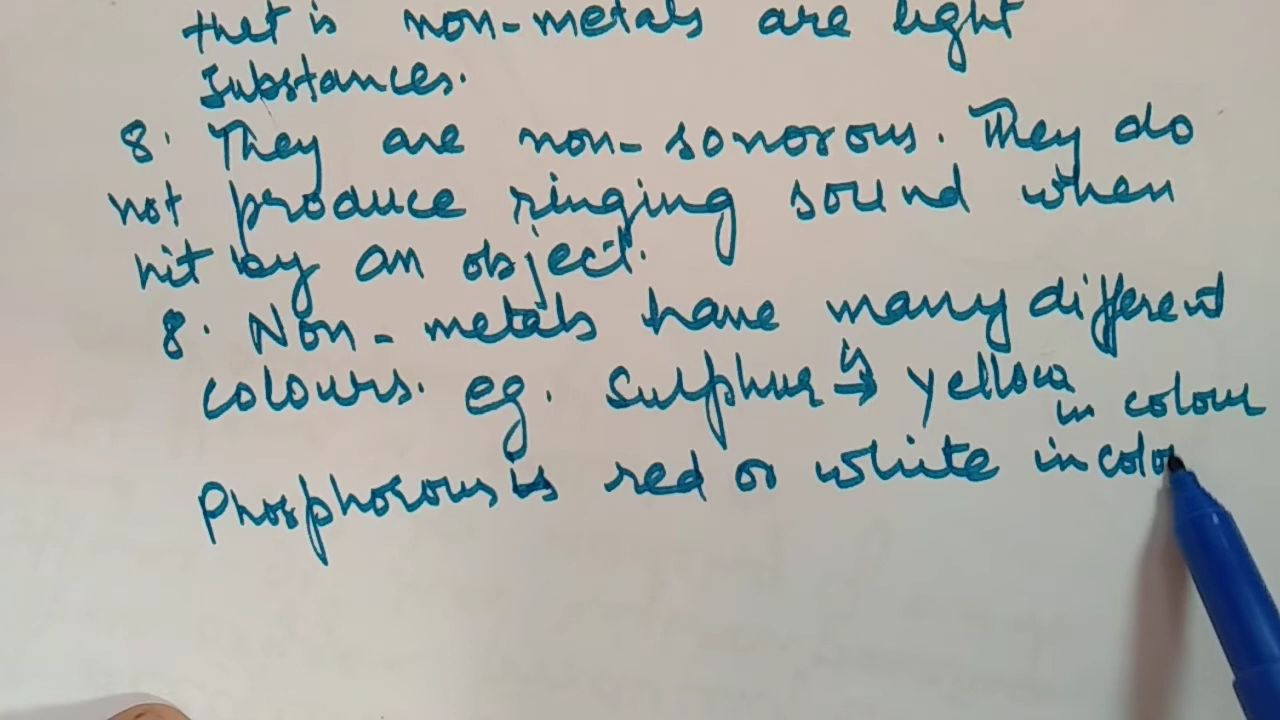 that is non-metals are light
substances.
8. They are non-sonorous. They do
not produce ringing sound when
hit by an object.
8. Non-metals have many different
colours. eg. Sulphur is yellow in colour
Phosphorous is red or white in colou